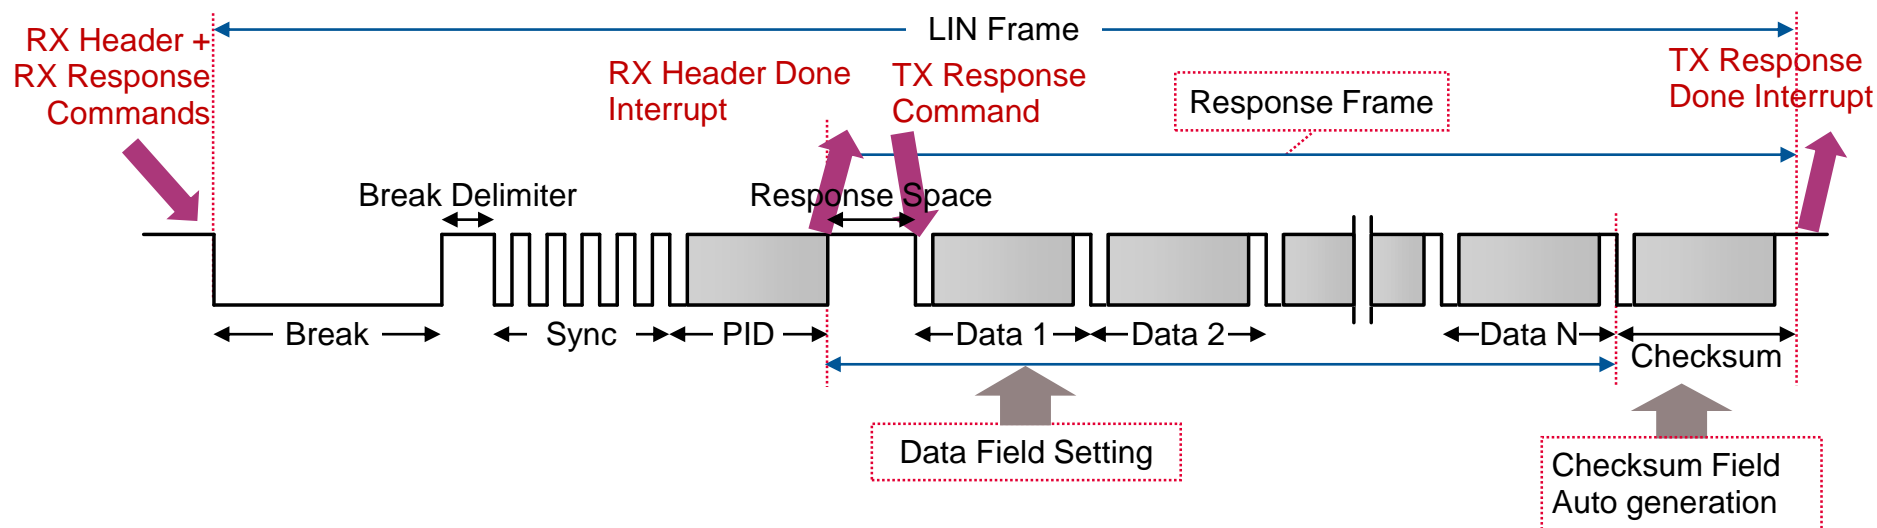 LIN Frame
RX Header +
RX Response
Commands
RX Header Done
Interrupt
TX Response
Command
Response Frame
TX Response
Done Interrupt
Break Delimiter
Response Space
Break
Sync
PID
Data 1
Data 2
Data N
Checksum
Data Field Setting
Checksum Field
Auto generation